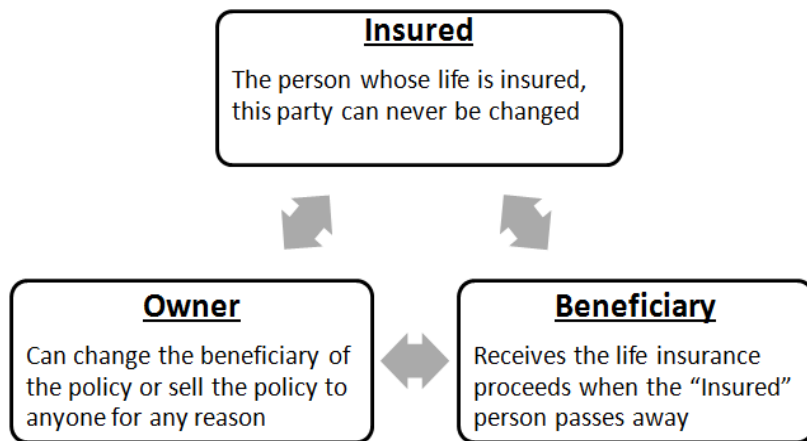 Insured
The person whose life is insured,
this party can never be changed
Owner
Can change the beneficiary of
the policy or sell the policy to
anyone for any reason
Beneficiary
Receives the life insurance
proceeds when the “Insured”
person passes away